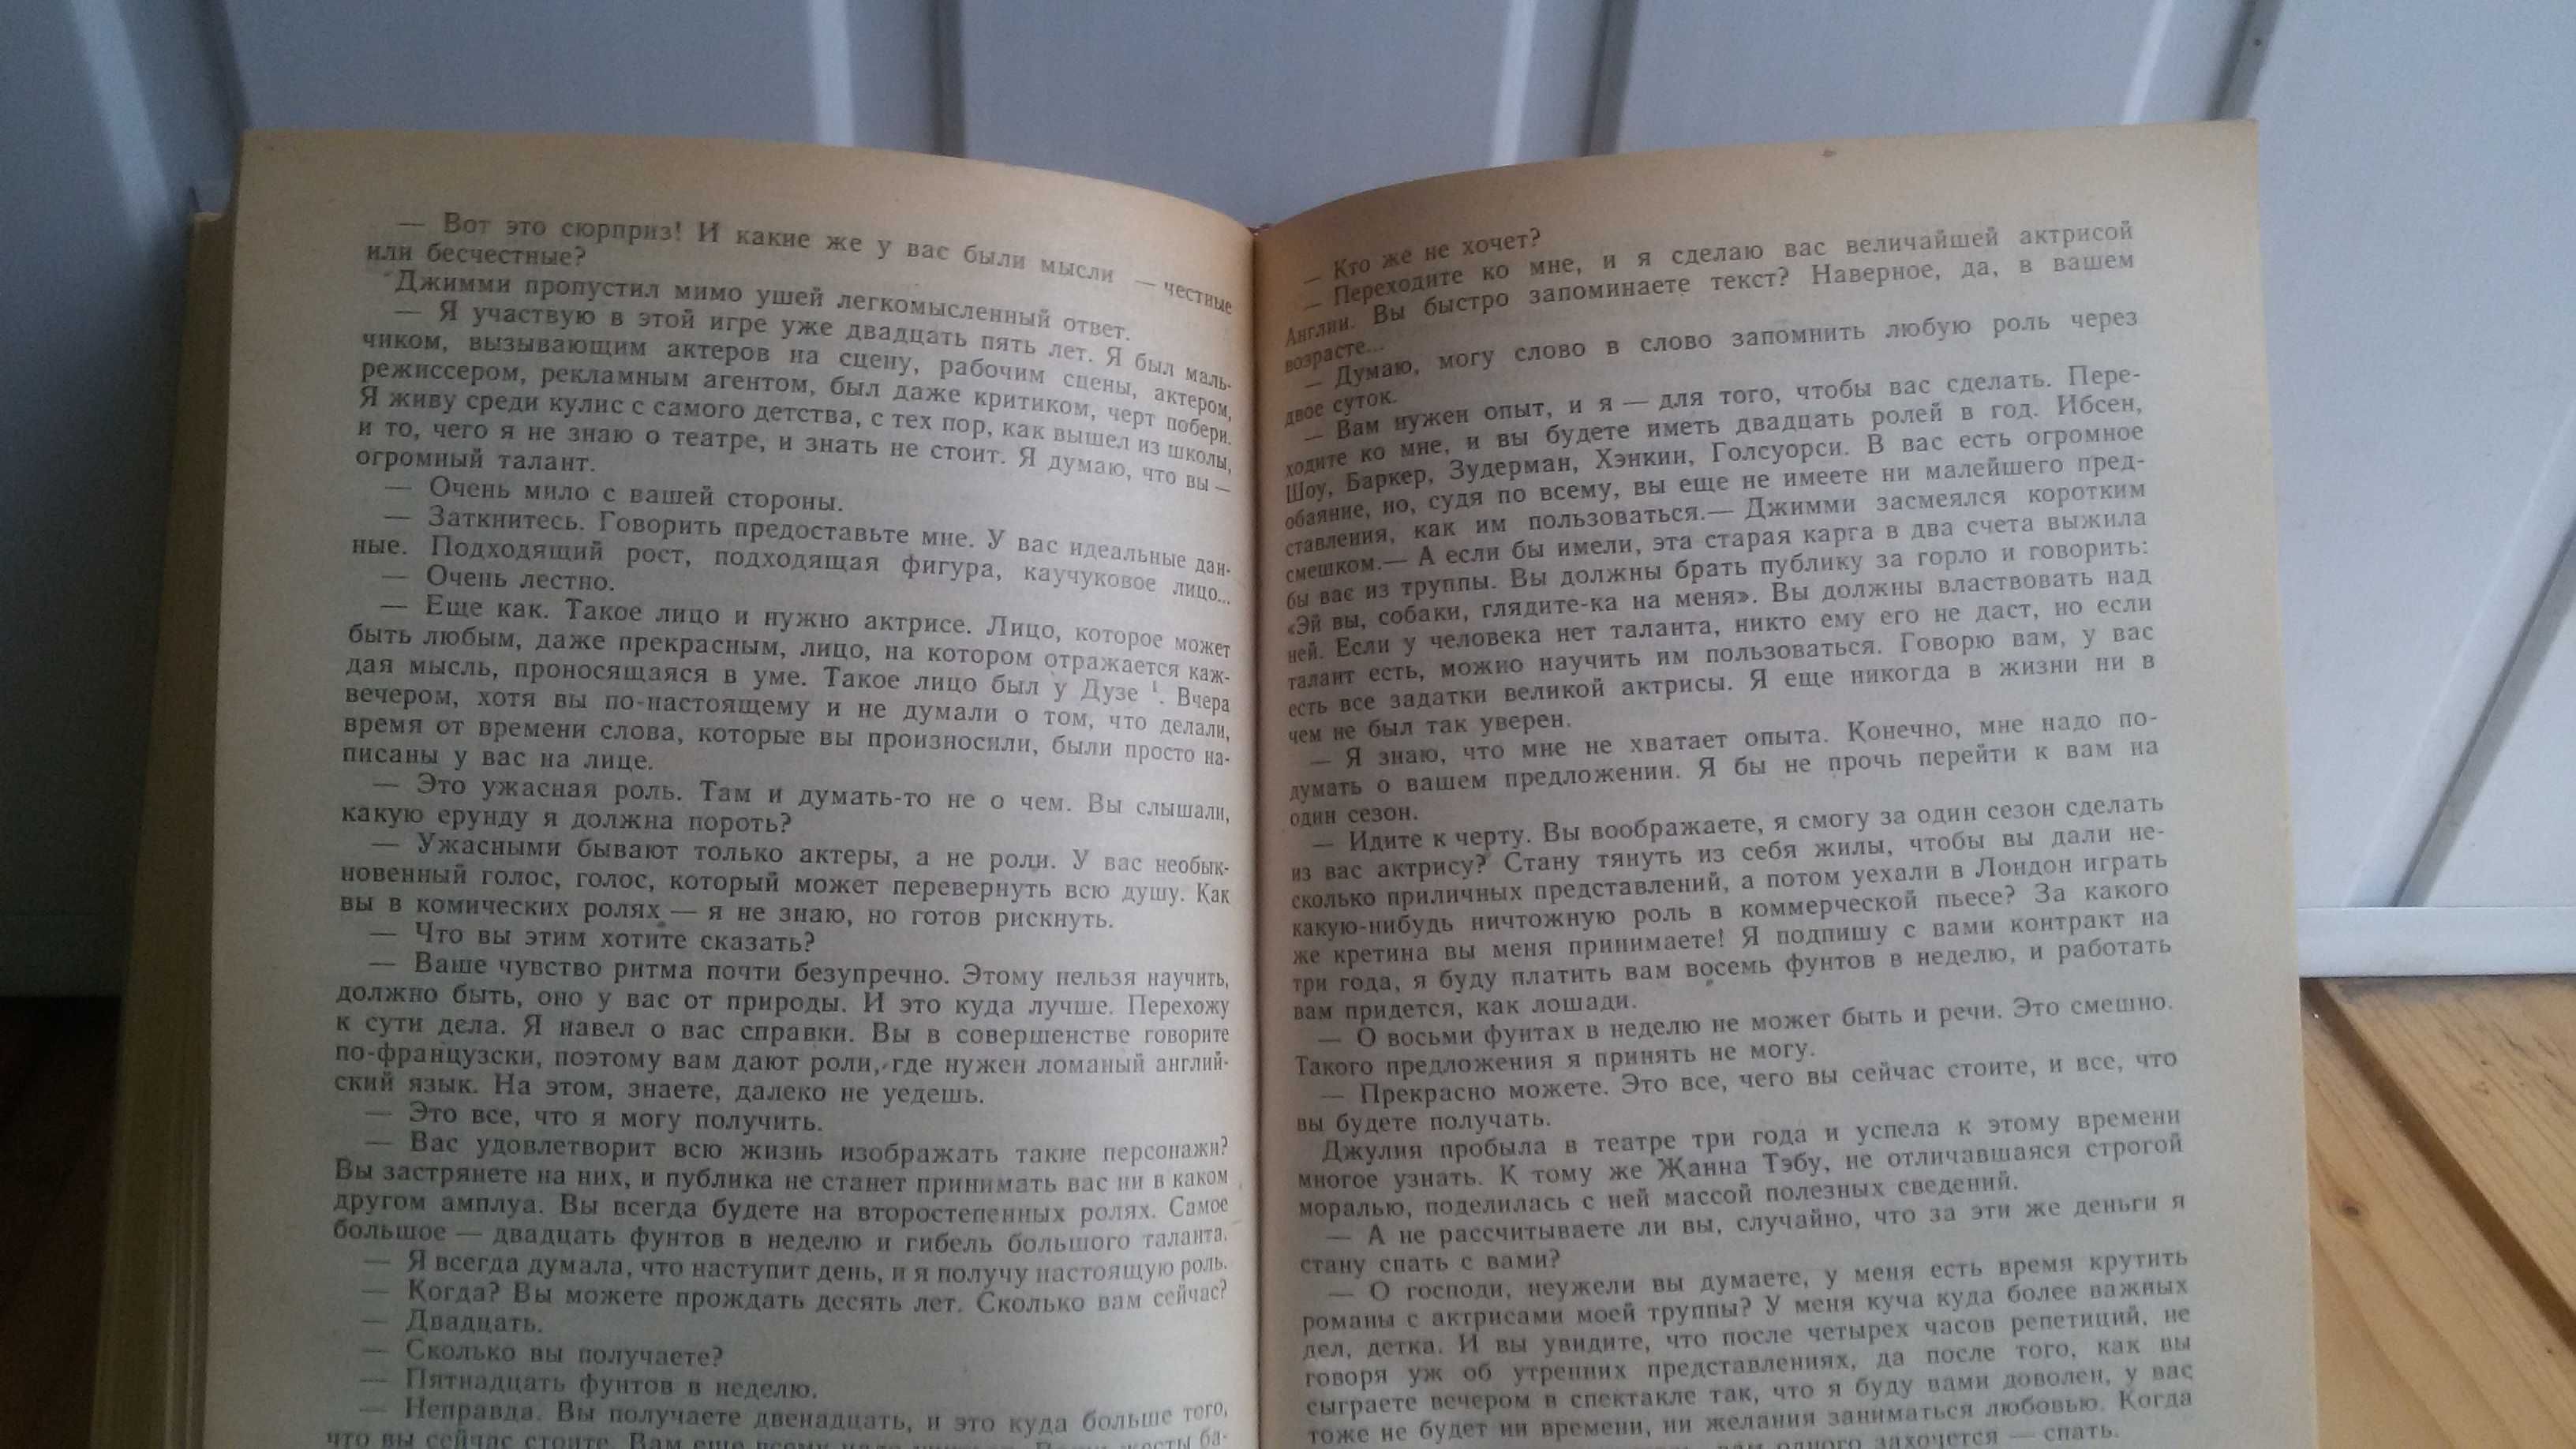 — Вот это сюрприз! И какие же у вас были мысли — честные
или бесчестные?
Джимми пропустил мимо ушей легкомысленный ответ.
— Я участвую в этой игре уже двадцать пять лет. Я был маль-
чиком, вызывающим актеров на сцену, рабочим сцены, актером,
режиссером, рекламным агентом, был даже критиком, черт побери.
Я живу среди кулис с самого детства, с тех пор, как вышел из школы,
и то, чего я не знаю о театре, и знать не стоит. Я думаю, что вы —
огромный талант.
— Очень мило с вашей стороны.
— Заткнитесь. Говорить предоставьте мне. У вас идеальные дан-
ные. Подходящий рост, подходящая фигура, каучуковое лицо...
— Очень лестно.
— Еще как. Такое лицо и нужно актрисе. Лицо, которое может
быть любым, даже прекрасным, лицо, на котором отражается каж-
дая мысль, проносящаяся в уме. Такое лицо был у Дузе ¹. Вчера
вечером, хотя вы по-настоящему и не думали о том, что делали,
время от времени слова, которые вы произносили, были просто на-
писаны у вас на лице.
— Это ужасная роль. Там и думать-то не о чем. Вы слышали,
какую ерунду я должна пороть?
— Ужасными бывают только актеры, а не роли. У вас необык-
новенный голос, голос, который может перевернуть всю душу. Как
вы в комических ролях — я не знаю, но готов рискнуть.
— Что вы этим хотите сказать?
— Ваше чувство ритма почти безупречно. Этому нельзя научить,
должно быть, оно у вас от природы. И это куда лучше. Перехожу
к сути дела. Я навел о вас справки. Вы в совершенстве говорите
по-французски, поэтому вам дают роли, где нужен ломаный англий-
ский язык. На этом, знаете, далеко не уедешь.
— Это все, что я могу получить.
— Вас удовлетворит всю жизнь изображать такие персонажи?
Вы застрянете на них, и публика не станет принимать вас ни в каком
другом амплуа. Вы всегда будете на второстепенных ролях. Самое
большое — двадцать фунтов в неделю и гибель большого таланта.
— Я всегда думала, что наступит день, и я получу настоящую роль.
— Когда? Вы можете прождать десять лет. Сколько вам сейчас?
— Двадцать.
— Сколько вы получаете?
— Пятнадцать фунтов в неделю.
— Неправда. Вы получаете двенадцать, и это куда больше того,
что вы сейчас стоите. Вам еще
— Кто же не хочет?
— Переходите ко мне, и я сделаю вас величайшей актрисой
Англии. Вы быстро запоминаете текст? Наверное, да, в вашем
возрасте...
— Думаю, могу слово в слово запомнить любую роль через
двое суток.
— Вам нужен опыт, и я — для того, чтобы вас сделать. Пере-
ходите ко мне, и вы будете иметь двадцать ролей в год. Ибсен,
Шоу, Баркер, Зудерман, Хэнкин, Голсуорси. В вас есть огромное
обаяние, но, судя по всему, вы еще не имеете ни малейшего пред-
ставления, как им пользоваться.— Джимми засмеялся коротким
смешком.— А если бы имели, эта старая карга в два счета выжила
бы вас из труппы. Вы должны брать публику за горло и говорить:
«Эй вы, собаки, глядите-ка на меня». Вы должны властвовать над
ней. Если у человека нет таланта, никто ему его не даст, но если
талант есть, можно научить им пользоваться. Говорю вам, у вас
есть все задатки великой актрисы. Я еще никогда в жизни ни в
чем не был так уверен.
— Я знаю, что мне не хватает опыта. Конечно, мне надо по-
думать о вашем предложении. Я бы не прочь перейти к вам на
один сезон.
— Идите к черту. Вы воображаете, я смогу за один сезон сделать
из вас актрису? Стану тянуть из себя жилы, чтобы вы дали не-
сколько приличных представлений, а потом уехали в Лондон играть
какую-нибудь ничтожную роль в коммерческой пьесе? За какого
же кретина вы меня принимаете! Я подпишу с вами контракт на
три года, я буду платить вам восемь фунтов в неделю, и работать
вам придется, как лошади.
— О восьми фунтах в неделю не может быть и речи. Это смешно.
Такого предложения я принять не могу.
— Прекрасно можете. Это все, чего вы сейчас стоите, и все, что
вы будете получать.
Джулия пробыла в театре три года и успела к этому времени
многое узнать. К тому же Жанна Тэбу, не отличавшаяся строгой
моралью, поделилась с ней массой полезных сведений.
— А не рассчитываете ли вы, случайно, что за эти же деньги я
стану спать с вами?
— О господи, неужели вы думаете, у меня есть время крутить
романы с актрисами моей труппы? У меня куча куда более важных
дел, детка. И вы увидите, что после четырех часов репетиций, не
говоря уж об утренних представлениях, да после того, как вы
сыграете вечером в спектакле так, что я буду вами доволен, у вас
тоже не будет ни времени, ни желания заниматься любовью. Когда
захочется — спать.